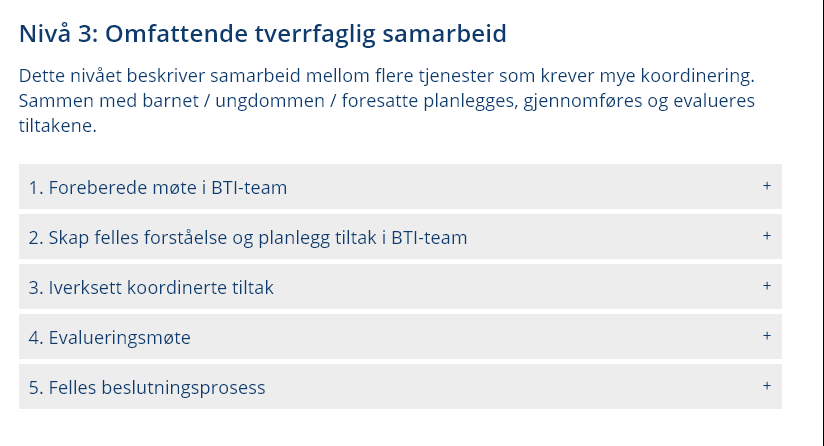 Nivå 3: Omfattende tverrfaglig samarbeid
Dette nivået beskriver samarbeid mellom flere tjenester som krever mye koordinering.
Sammen med barnet / ungdommen / foresatte planlegges, gjennomføres og evalueres
tiltakene.
1. Foreberede møte i BTI-team +
2. Skap felles forståelse og planlegg tiltak i BTI-team +
3. Iverksett koordinerte tiltak +
4. Evalueringsmøte +
5. Felles beslutningsprosess +